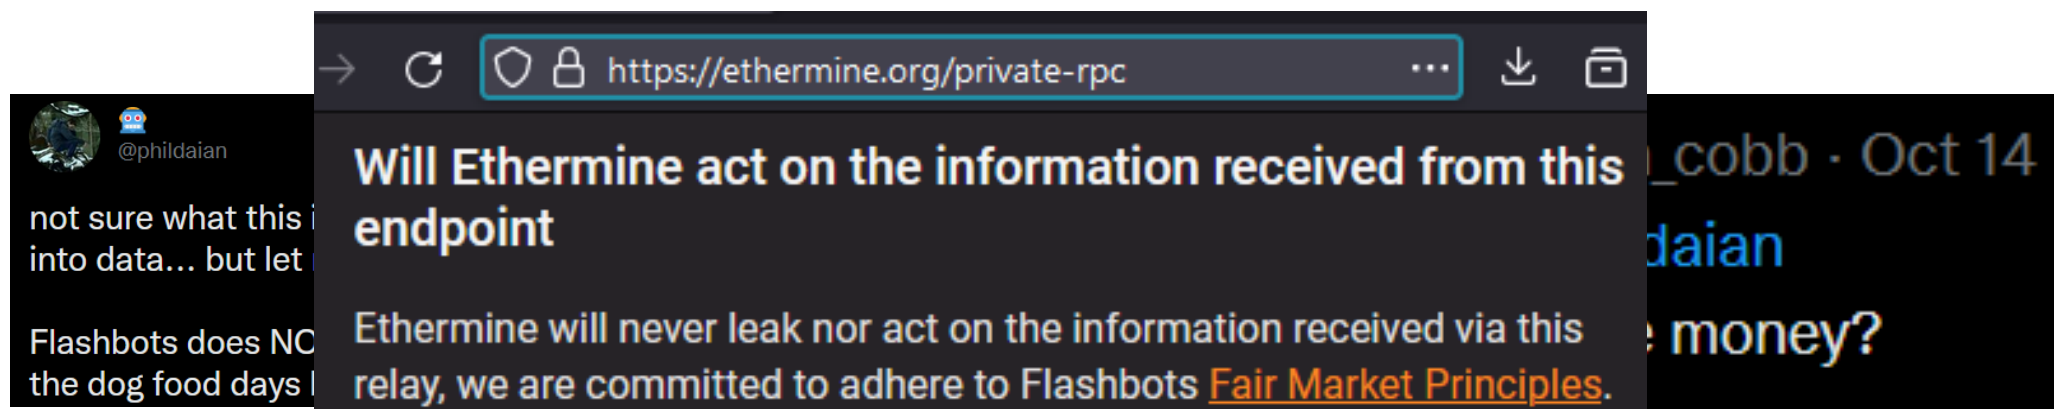 @phildaian
not sure what this
into data... but let
Flashbots does
the dog food days
https://ethermine.org/private-rpc
Will Ethermine act on the information received from this
endpoint
Ethermine will never leak nor act on the information received via this
relay, we are committed to adhere to Flashbots Fair Market Principles.
_cobb · Oct 14
daian
money?